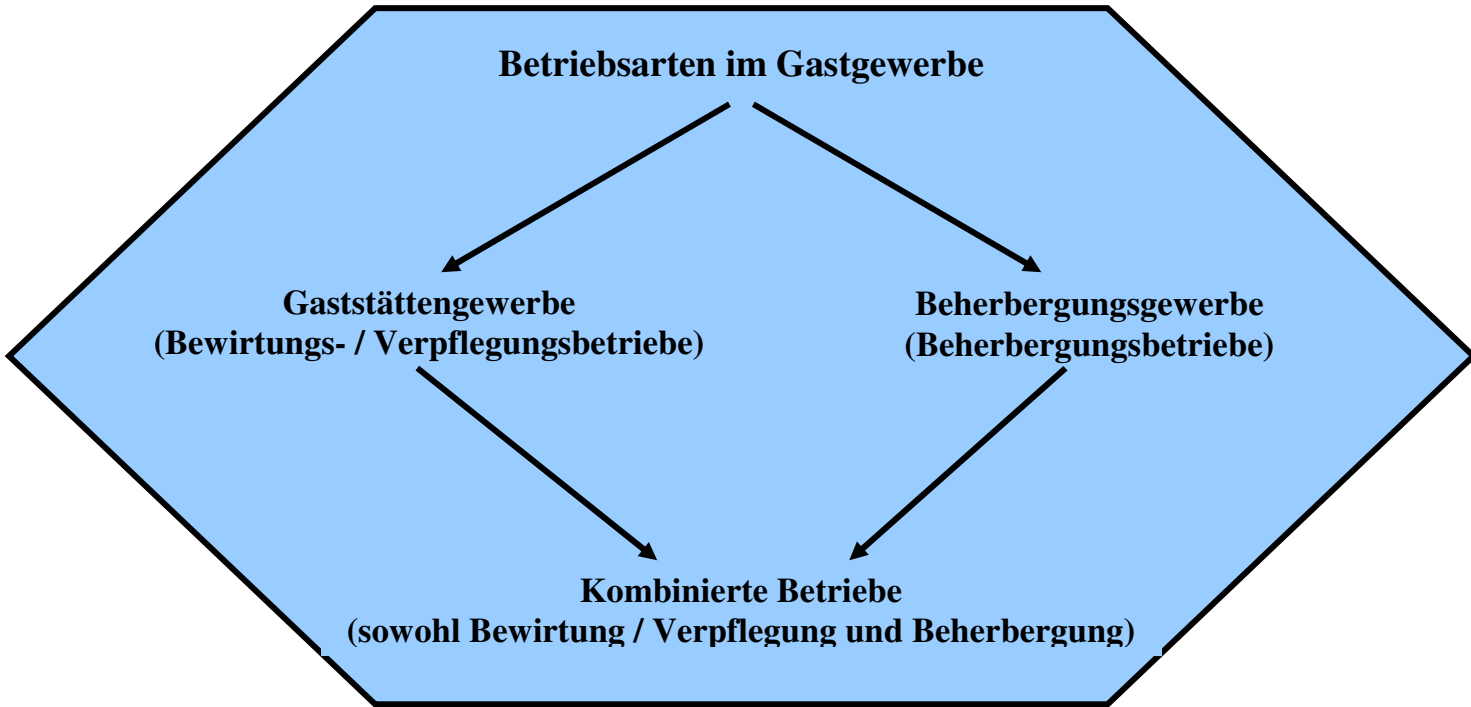 Betriebsarten im Gastgewerbe
Gaststättengewerbe
(Bewirtungs- / Verpflegungsbetriebe)
Beherbergungsgewerbe
(Beherbergungsbetriebe)
Kombinierte Betriebe
(sowohl Bewirtung / Verpflegung und Beherbergung)